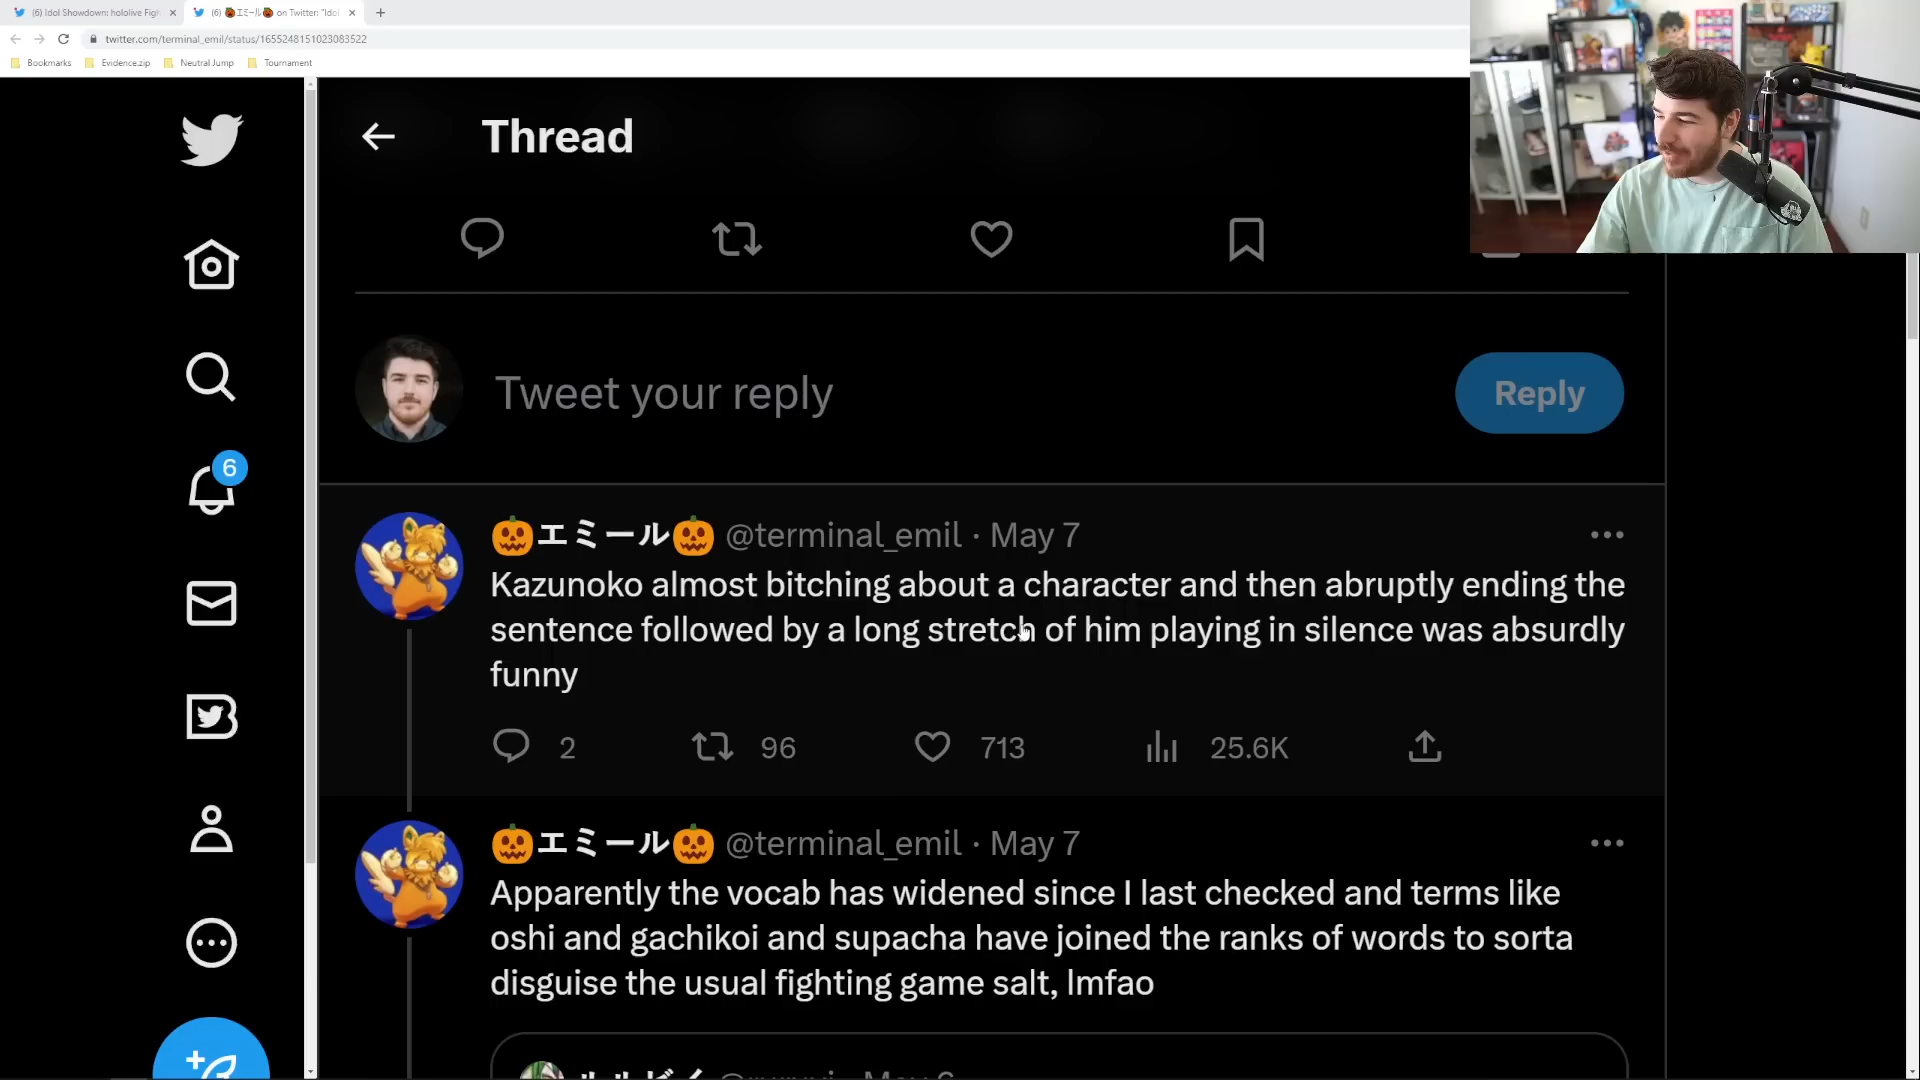 (6) Idol Showdown: hololive Figh
(6) 🎃エミール🎃 on Twitter: "Idol
twitter.com/terminal_emil/status/1655248151023083522
Bookmarks
Evidence.zip
Neutral Jump
Tournament
Thread
Tweet your reply
Reply
6
🎃エミール🎃 @terminal_emil · May 7
Kazunoko almost bitching about a character and then abruptly ending the
sentence followed by a long stretch of him playing in silence was absurdly
funny
2 96 713 25.6K
🎃エミール🎃 @terminal_emil · May 7
Apparently the vocab has widened since I last checked and terms like
oshi and gachikoi and supacha have joined the ranks of words to sorta
disguise the usual fighting game salt, lmfao